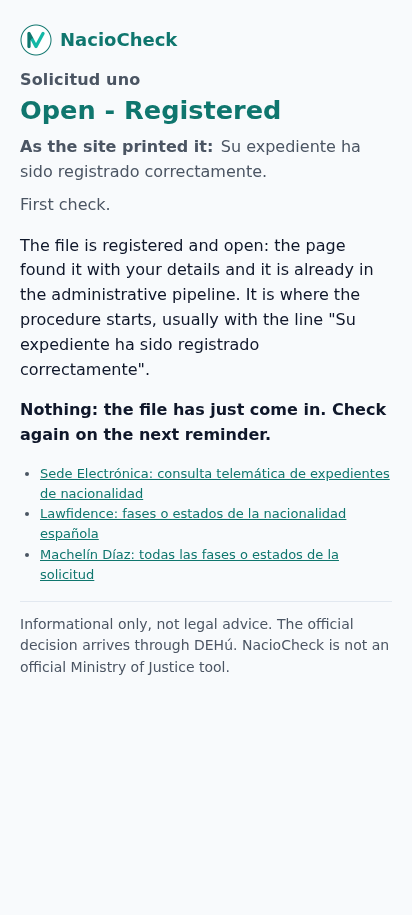 NacioCheck
Solicitud uno
Open - Registered
As the site printed it: Su expediente ha
sido registrado correctamente.
First check.
The file is registered and open: the page
found it with your details and it is already in
the administrative pipeline. It is where the
procedure starts, usually with the line "Su
expediente ha sido registrado
correctamente".
Nothing: the file has just come in. Check
again on the next reminder.
• Sede Electrónica: consulta telemática de expedientes
de nacionalidad
• Lawfidence: fases o estados de la nacionalidad
española
• Machelín Díaz: todas las fases o estados de la
solicitud
Informational only, not legal advice. The official
decision arrives through DEHú. NacioCheck is not an
official Ministry of Justice tool.